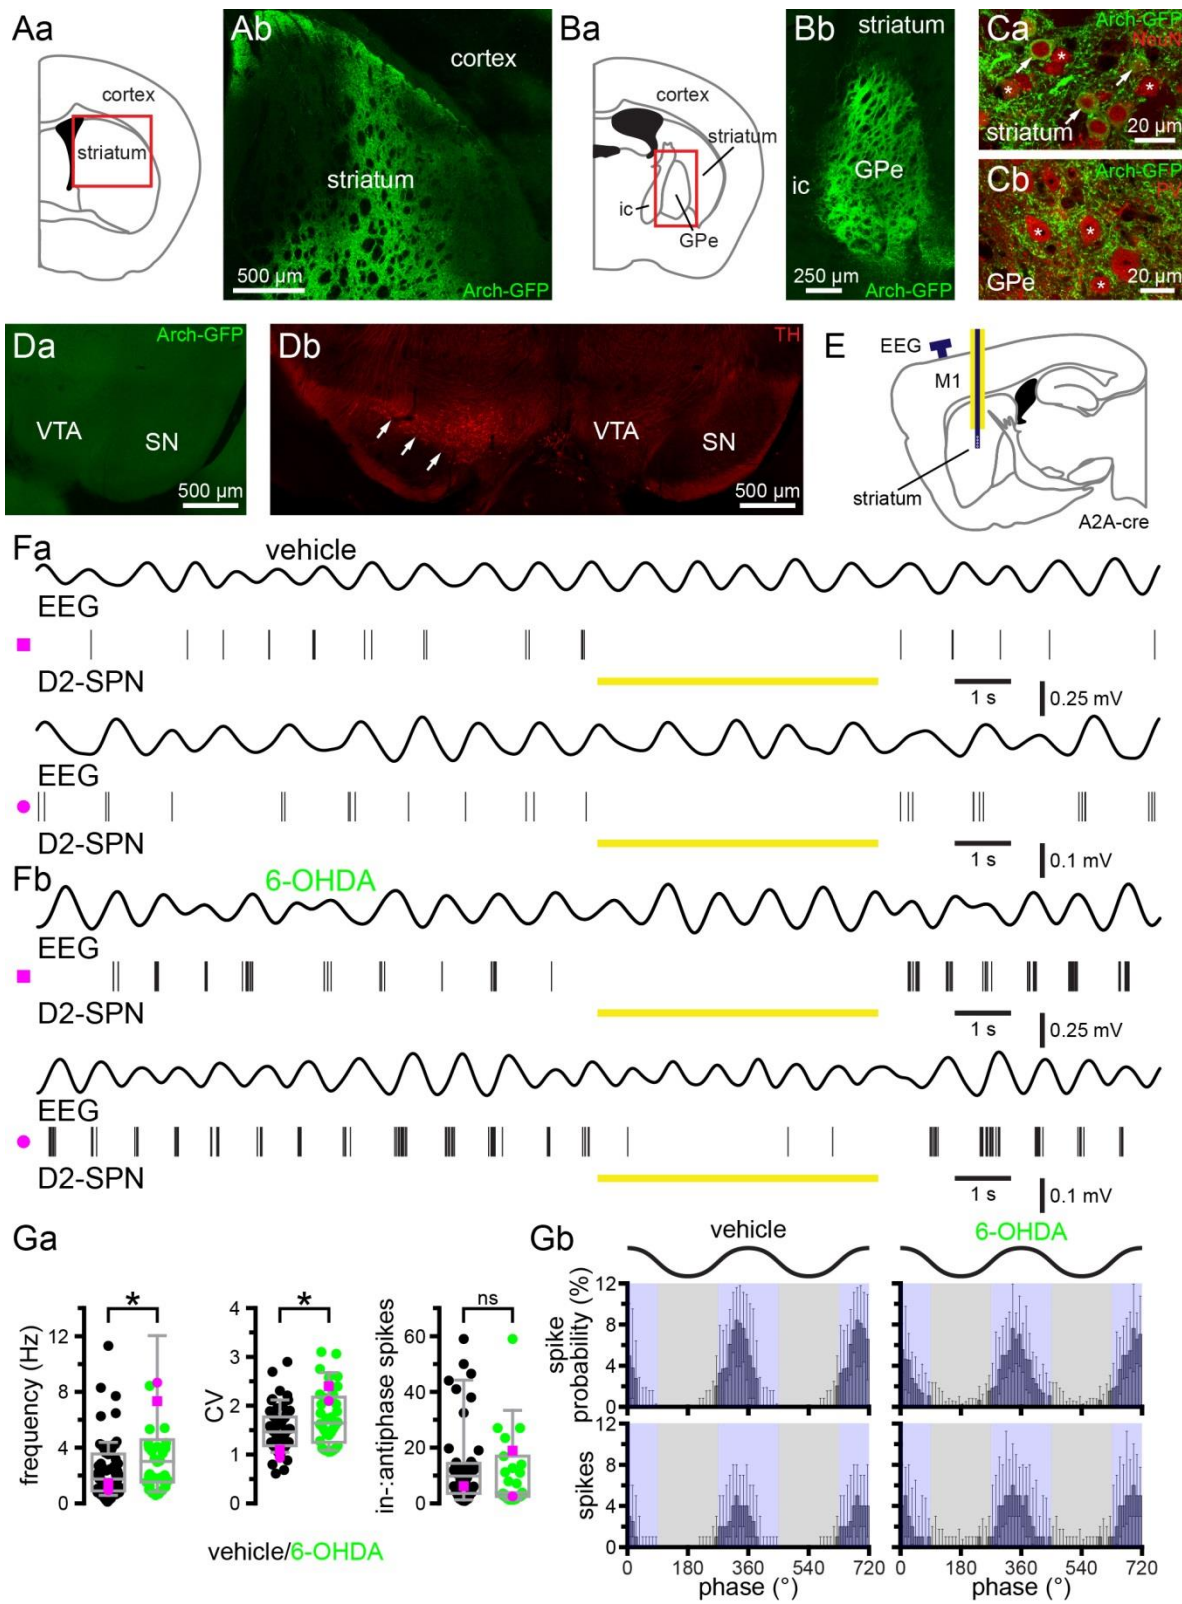 Aa
cortex
striatum
Ab
cortex
striatum
500 µm
Arch-GFP
Ba
cortex
striatum
ic
GPe
Bb
striatum
GPe
ic
250 µm
Arch-GFP
Ca
Arch-GFP
NeuN
* * * *
striatum
20 µm
Cb
Arch-GFP
PV
* * *
GPe
20 µm
Da
Arch-GFP
VTA
SN
500 µm
Db
TH
VTA
SN
500 µm
E
EEG
M1
striatum
A2A-cre
Fa
vehicle
EEG
D2-SPN
1 s
0.25 mV
EEG
D2-SPN
1 s
0.1 mV
Fb
6-OHDA
EEG
D2-SPN
1 s
0.25 mV
EEG
D2-SPN
1 s
0.1 mV
Ga
frequency (Hz)
12
8
4
0
*
CV
4
3
2
1
0
*
in-:antiphase spikes
60
40
20
0
ns
vehicle/6-OHDA
Gb
vehicle
6-OHDA
spike
probability (%)
12
8
4
0
spikes
12
8
4
0
0 180 360 540 720
phase (°)
0 180 360 540 720
phase (°)